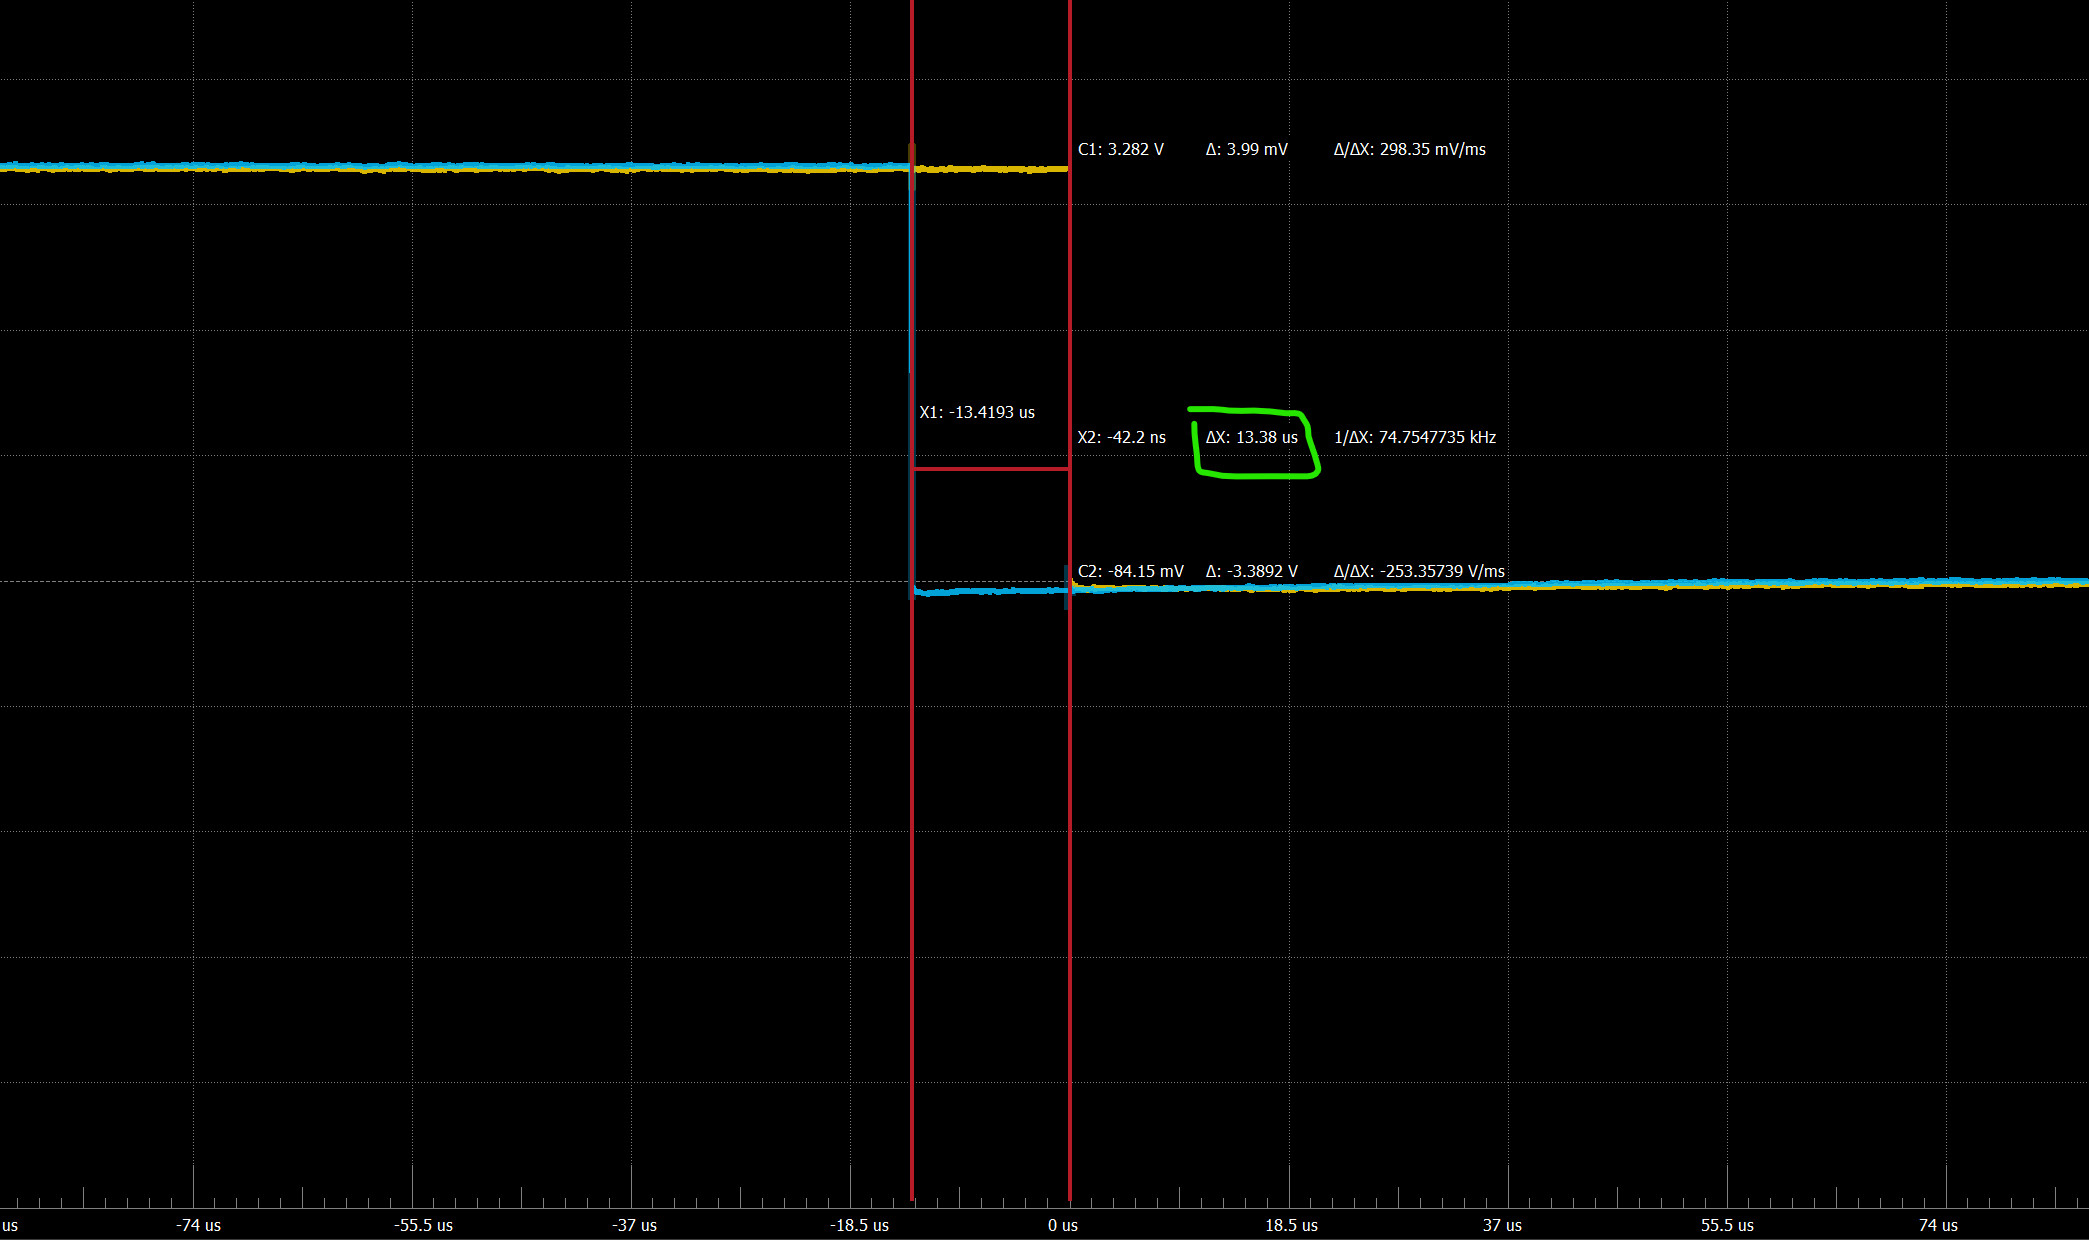 C1: 3.282 V Δ: 3.99 mV Δ/ΔX: 298.35 mV/ms
X1: -13.4193 us
X2: -42.2 ns ΔX: 13.38 us 1/ΔX: 74.7547735 kHz
C2: -84.15 mV Δ: -3.3892 V Δ/ΔX: -253.35739 V/ms
us -74 us -55.5 us -37 us -18.5 us 0 us 18.5 us 37 us 55.5 us 74 us